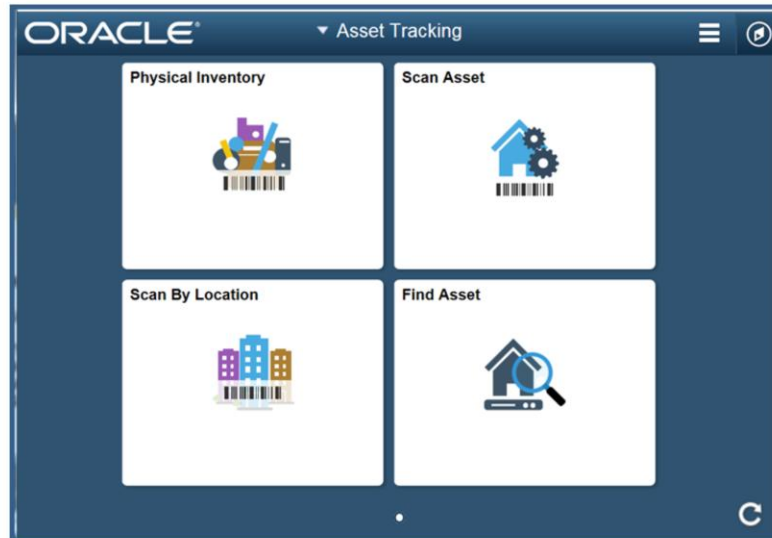 ORACLE
Asset Tracking
Physical Inventory
Scan Asset
Scan By Location
Find Asset